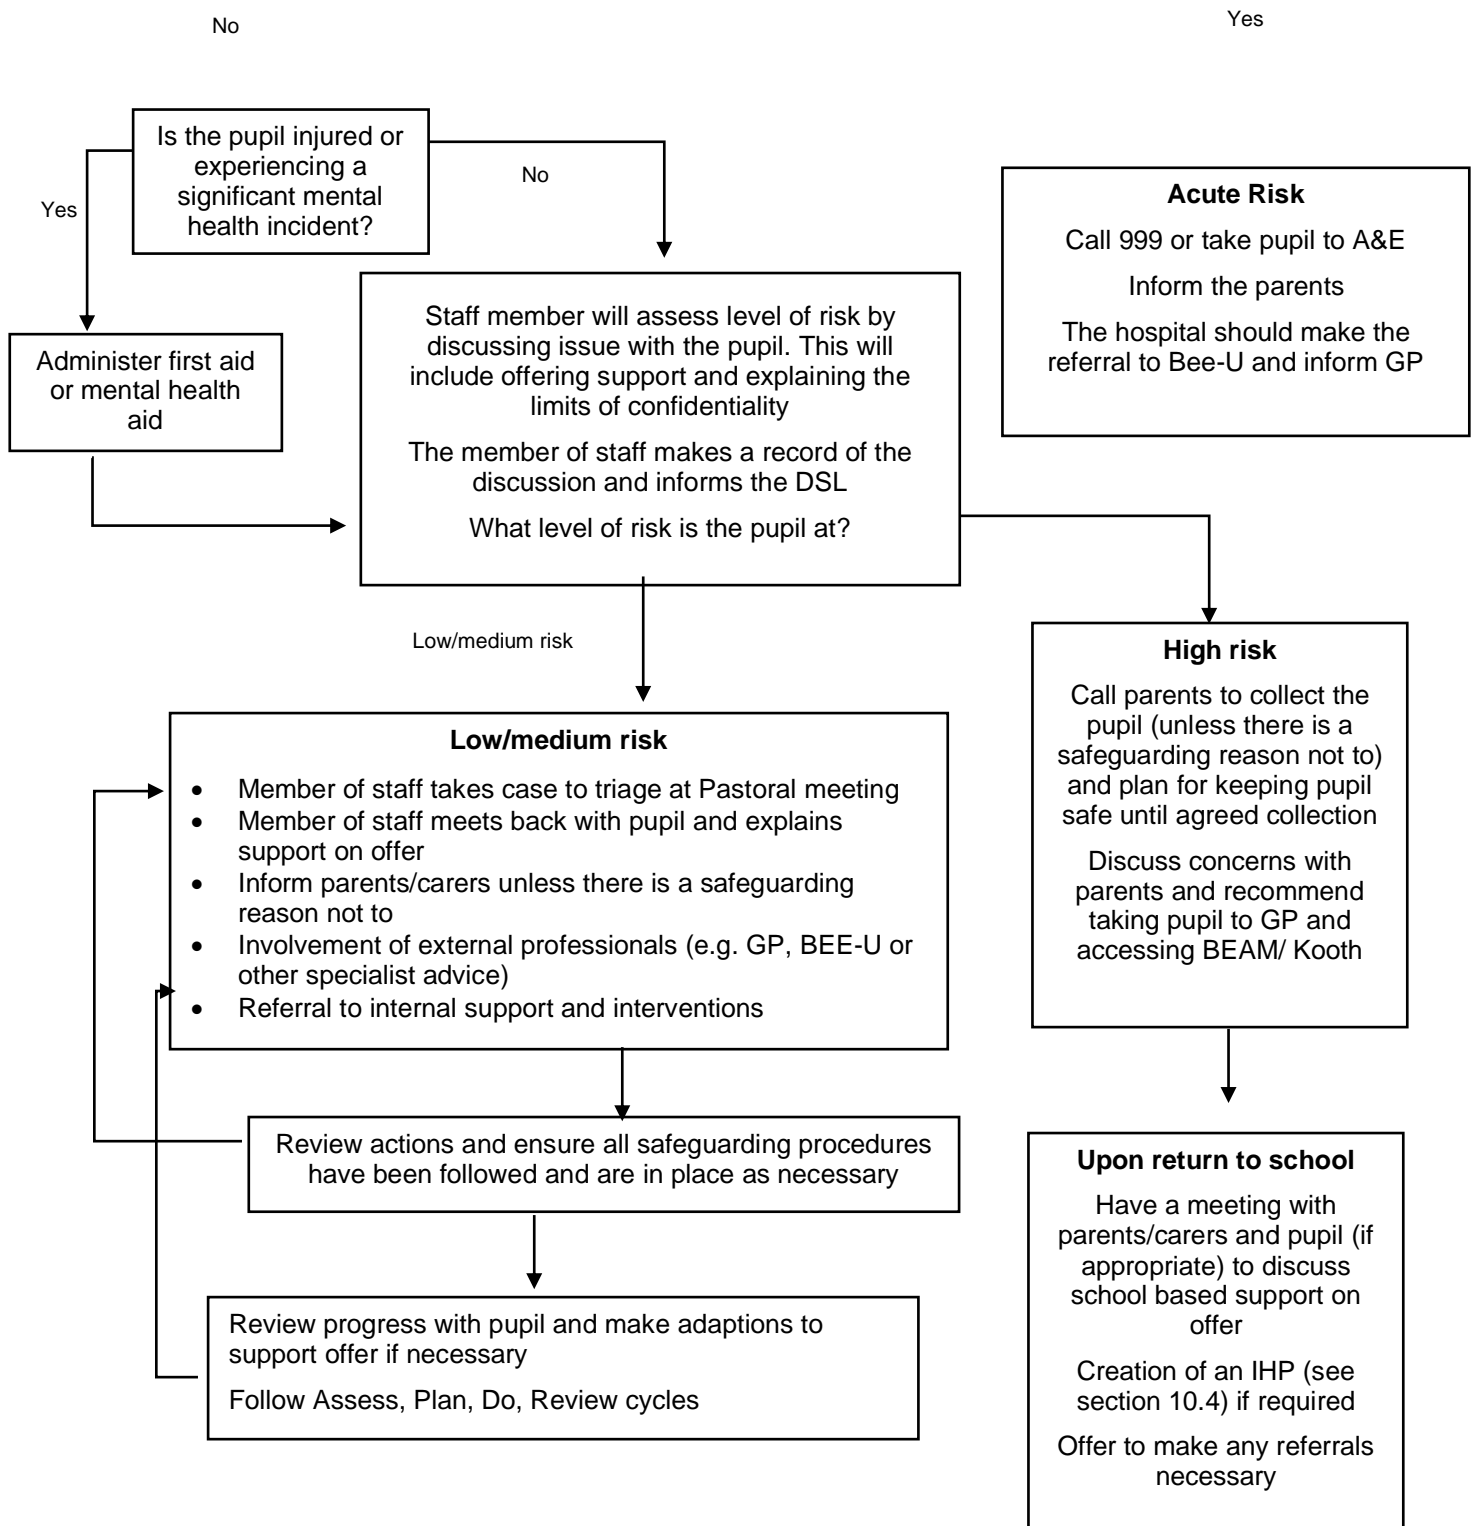 No
Yes
Is the pupil injured or
experiencing a
significant mental
health incident?
Yes
No
Acute Risk
Call 999 or take pupil to A&E
Inform the parents
The hospital should make the
referral to Bee-U and inform GP
Administer first aid
or mental health
aid
Staff member will assess level of risk by
discussing issue with the pupil. This will
include offering support and explaining the
limits of confidentiality
The member of staff makes a record of the
discussion and informs the DSL
What level of risk is the pupil at?
Low/medium risk
High risk
Call parents to collect the
pupil (unless there is a
safeguarding reason not to)
and plan for keeping pupil
safe until agreed collection
Discuss concerns with
parents and recommend
taking pupil to GP and
accessing BEAM/ Kooth
Low/medium risk
• Member of staff takes case to triage at Pastoral meeting
• Member of staff meets back with pupil and explains
support on offer
• Inform parents/carers unless there is a safeguarding
reason not to
• Involvement of external professionals (e.g. GP, BEE-U or
other specialist advice)
• Referral to internal support and interventions
Review actions and ensure all safeguarding procedures
have been followed and are in place as necessary
Review progress with pupil and make adaptions to
support offer if necessary
Follow Assess, Plan, Do, Review cycles
Upon return to school
Have a meeting with
parents/carers and pupil (if
appropriate) to discuss
school based support on
offer
Creation of an IHP (see
section 10.4) if required
Offer to make any referrals
necessary